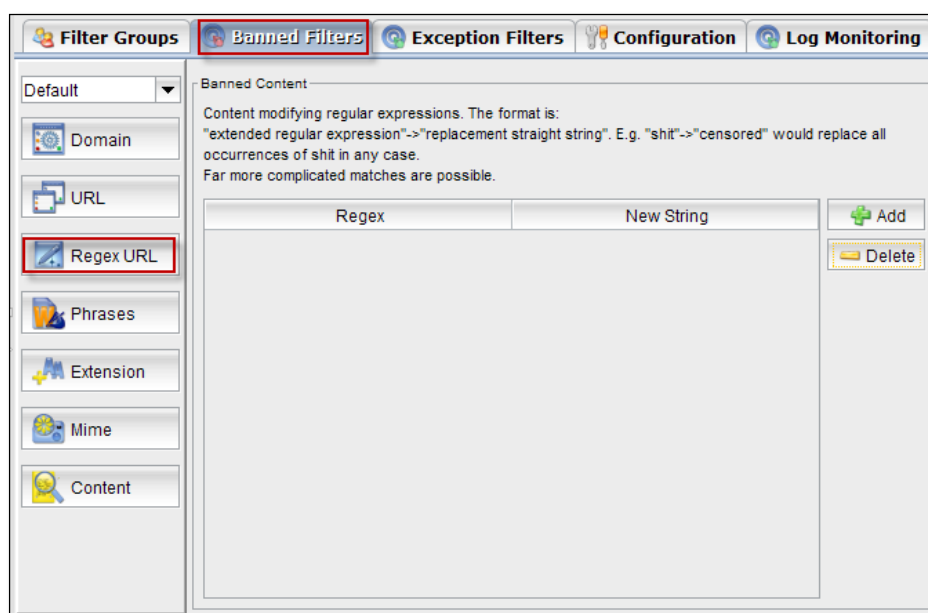 Filter Groups Banned Filters Exception Filters Configuration Log Monitoring
Default
Domain
URL
Regex URL
Phrases
Extension
Mime
Content
Banned Content
Content modifying regular expressions. The format is:
"extended regular expression"->"replacement straight string". E.g. "shit"->"censored" would replace all
occurrences of shit in any case.
Far more complicated matches are possible.
Regex New String
Add
Delete